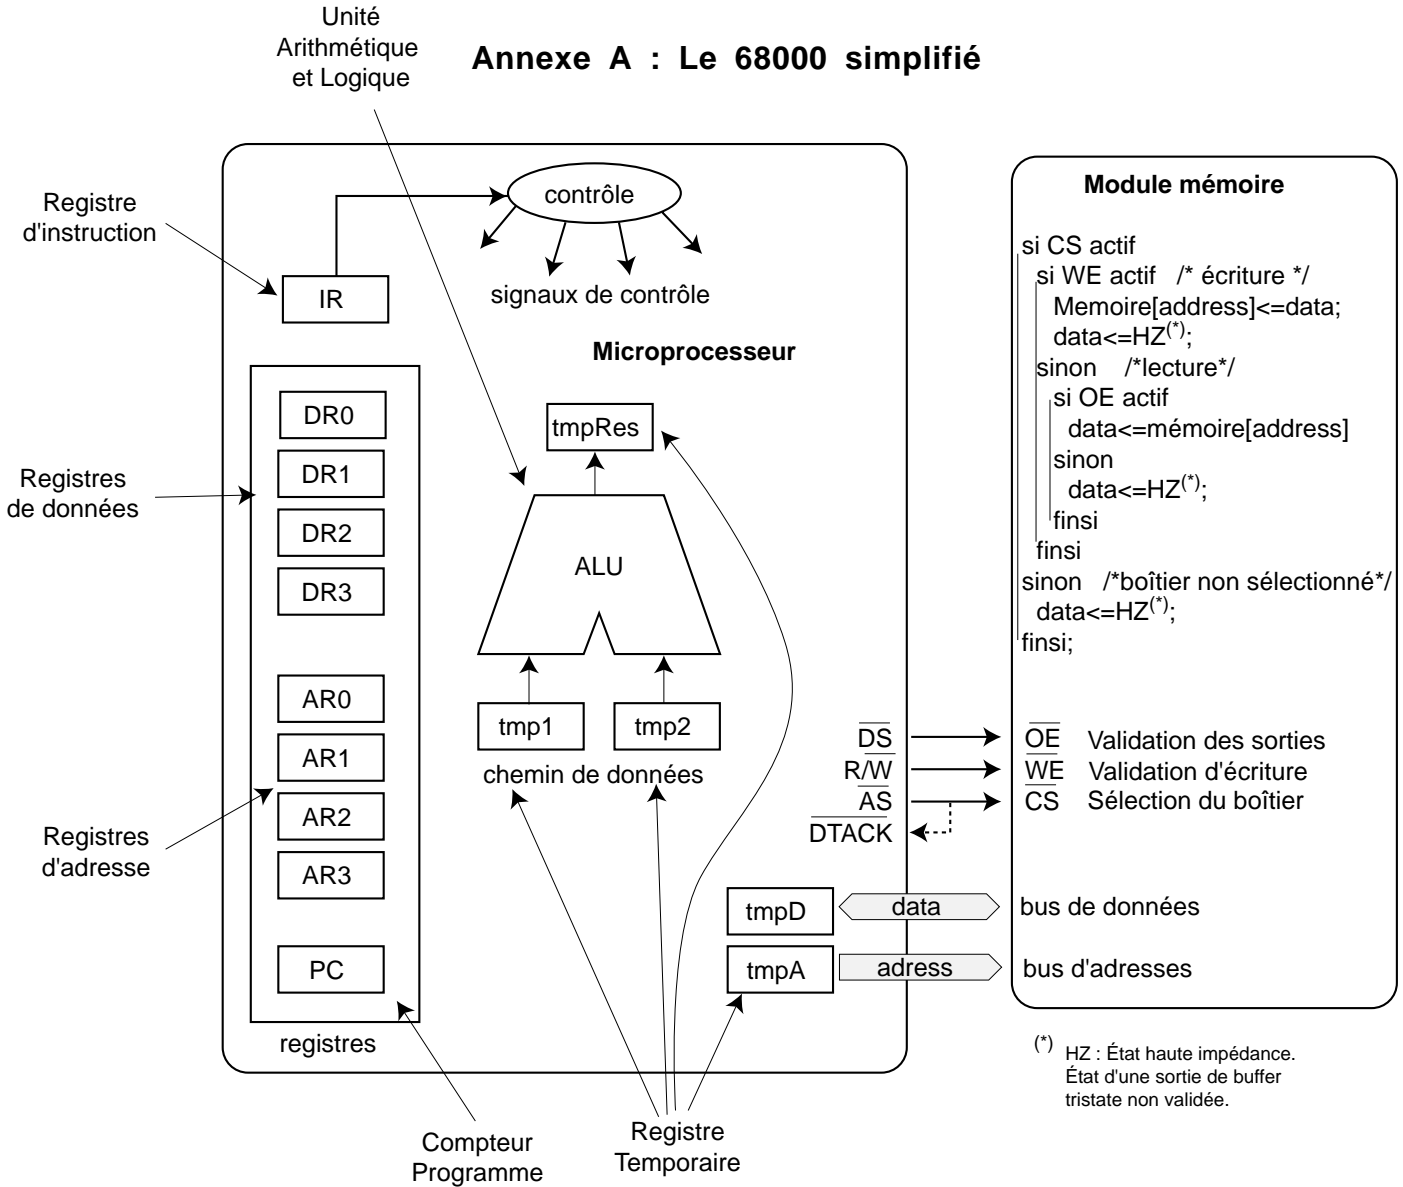 Unité
Arithmétique
et Logique
Annexe A : Le 68000 simplifié
Registre
d'instruction
IR
contrôle
signaux de contrôle
Microprocesseur
DR0
DR1
DR2
DR3
Registres
de données
tmpRes
ALU
AR0
AR1
AR2
AR3
Registres
d'adresse
tmp1
tmp2
chemin de données
PC
registres
Compteur
Programme
Registre
Temporaire
DS
R/W
AS
DTACK
tmpD
data
tmpA
adress
Module mémoire
si CS actif
si WE actif /* écriture */
Memoire[address]<=data;
data<=HZ(*);
sinon /*lecture*/
si OE actif
data<=mémoire[address]
sinon
data<=HZ(*);
finsi
finsi
sinon /*boîtier non sélectionné*/
data<=HZ(*);
finsi;
OE Validation des sorties
WE Validation d'écriture
CS Sélection du boîtier
bus de données
bus d'adresses
(*) HZ : État haute impédance.
État d'une sortie de buffer
tristate non validée.